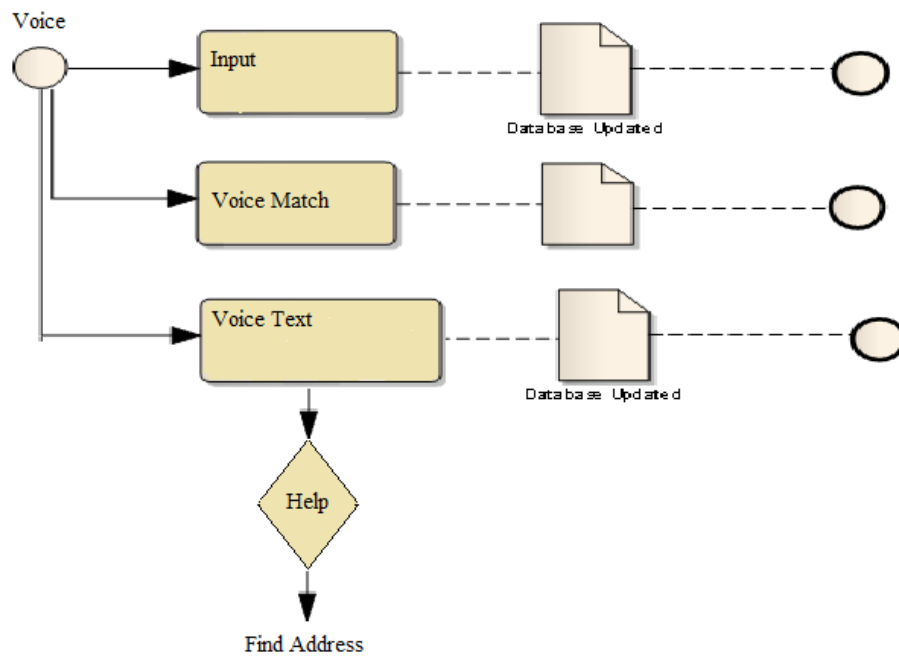 Voice
Input
Database Updated
Voice Match
Voice Text
Database Updated
Help
Find Address